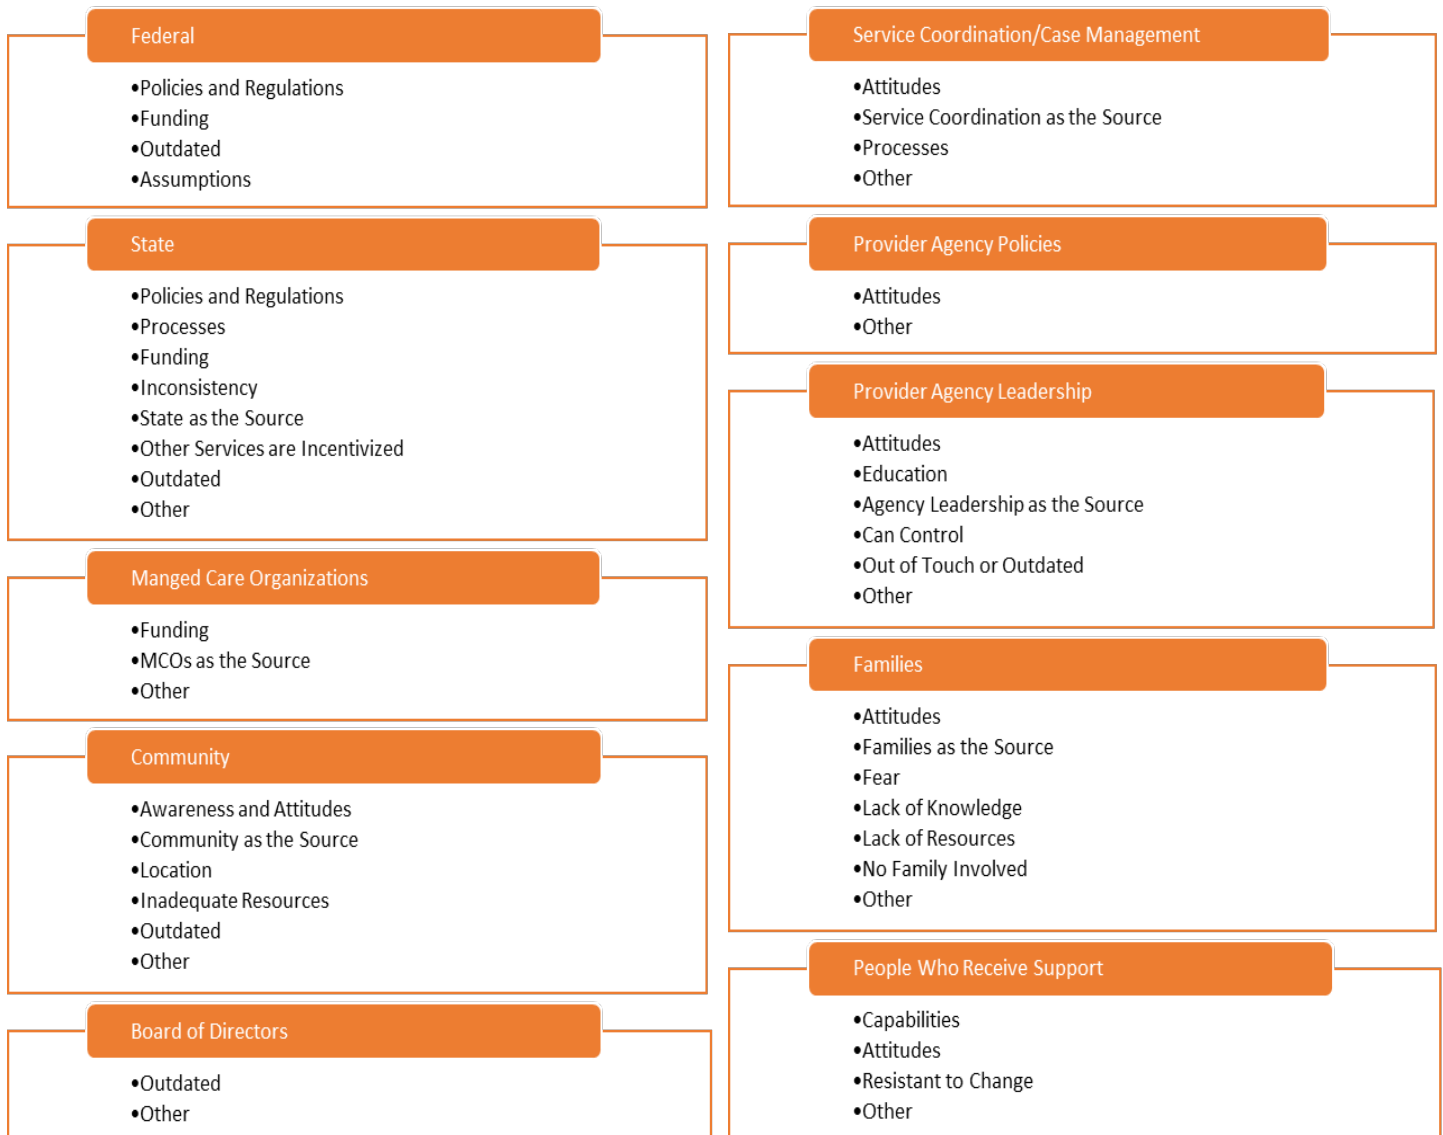 Federal
•Policies and Regulations
•Funding
•Outdated
•Assumptions
State
•Policies and Regulations
•Processes
•Funding
•Inconsistency
•State as the Source
•Other Services are Incentivized
•Outdated
•Other
Manged Care Organizations
•Funding
•MCOs as the Source
•Other
Community
•Awareness and Attitudes
•Community as the Source
•Location
•Inadequate Resources
•Outdated
•Other
Board of Directors
•Outdated
•Other
Service Coordination/Case Management
•Attitudes
•Service Coordination as the Source
•Processes
•Other
Provider Agency Policies
•Attitudes
•Other
Provider Agency Leadership
•Attitudes
•Education
•Agency Leadership as the Source
•Can Control
•Out of Touch or Outdated
•Other
Families
•Attitudes
•Families as the Source
•Fear
•Lack of Knowledge
•Lack of Resources
•No Family Involved
•Other
People Who Receive Support
•Capabilities
•Attitudes
•Resistant to Change
•Other